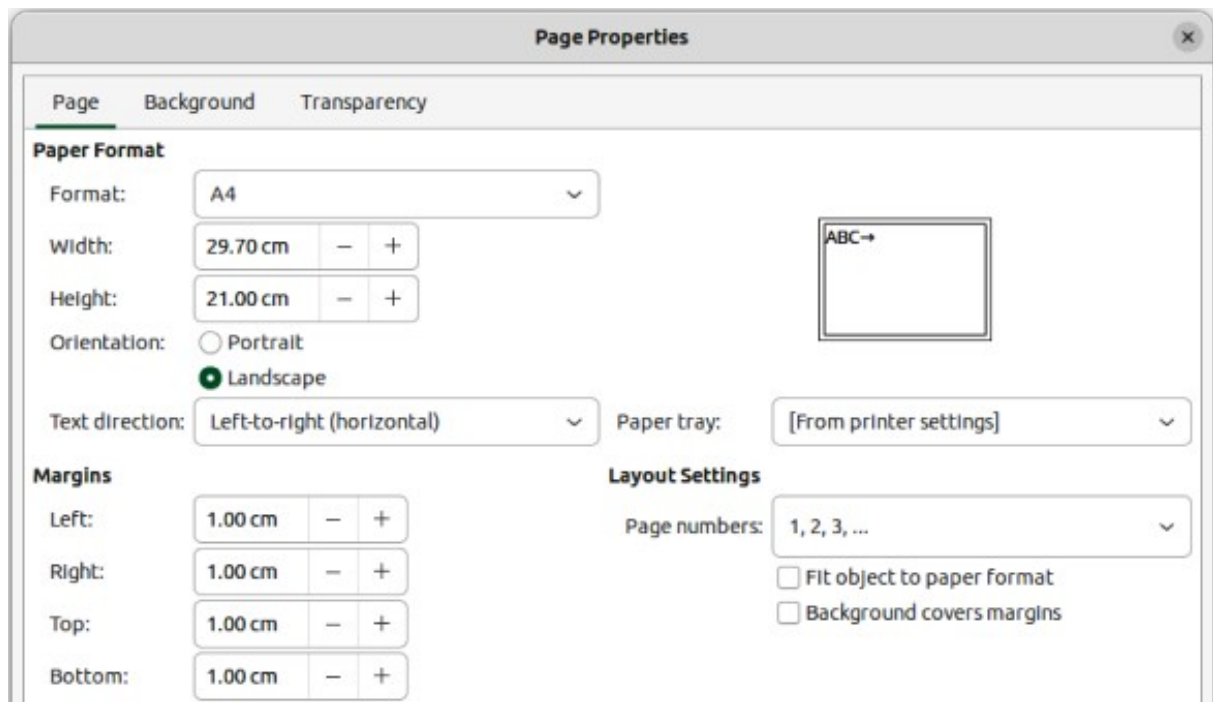 Page Properties
Page Background Transparency
Paper Format
Format: A4
Width: 29.70 cm
Height: 21.00 cm
ABC→
Orientation: Portrait
Landscape
Text direction: Left-to-right (horizontal) Paper tray: [From printer settings]
Margins
Left: 1.00 cm
Right: 1.00 cm
Top: 1.00 cm
Bottom: 1.00 cm
Layout Settings
Page numbers: 1, 2, 3, ...
Fit object to paper format
Background covers margins